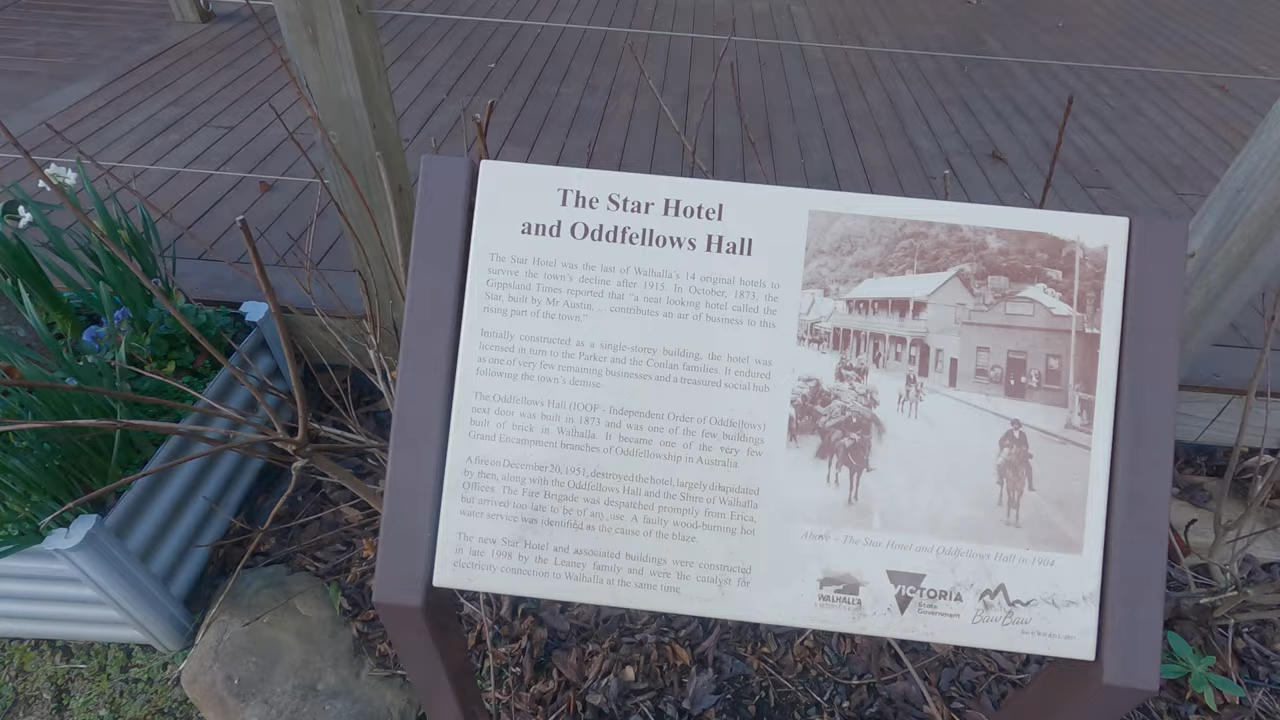 The Star Hotel
and Oddfellows Hall
The Star Hotel was the last of Walhalla's 14 original hotels to
survive the town's decline after 1915. In October, 1873, the
Gippsland Times reported that "a neat looking hotel called the
Star, built by Mr Austin, ... contributes an air of business to this
rising part of the town."
Initially constructed as a single-storey building, the hotel was
licensed in turn to the Parker and the Conlan families. It endured
as one of very few remaining businesses and a treasured social hub
following the town's demise
The Oddfellows Hall (IOOF - Independent Order of Oddfellows)
next door was built in 1873 and was one of the few buildings
built of brick in Walhalla. It became one of the very few
Grand Encampment branches of Oddfellowship in Australia.
A fire on December 20, 1951, destroyed the hotel, largely dilapidated
by then, along with the Oddfellows Hall and the Shire of Walhalla
Offices. The Fire Brigade was despatched promptly from Erica,
but arrived too late to be of any use. A faulty wood-burning hot
water service was identified as the cause of the blaze.
The new Star Hotel and associated buildings were constructed
in late 1998 by the Leaney family and were the catalyst for
electricity connection to Walhalla at the same time
Above – The Star Hotel and Oddfellows Hall in 1904
WALHALLA
VICTORIA
State
Government
Baw Baw